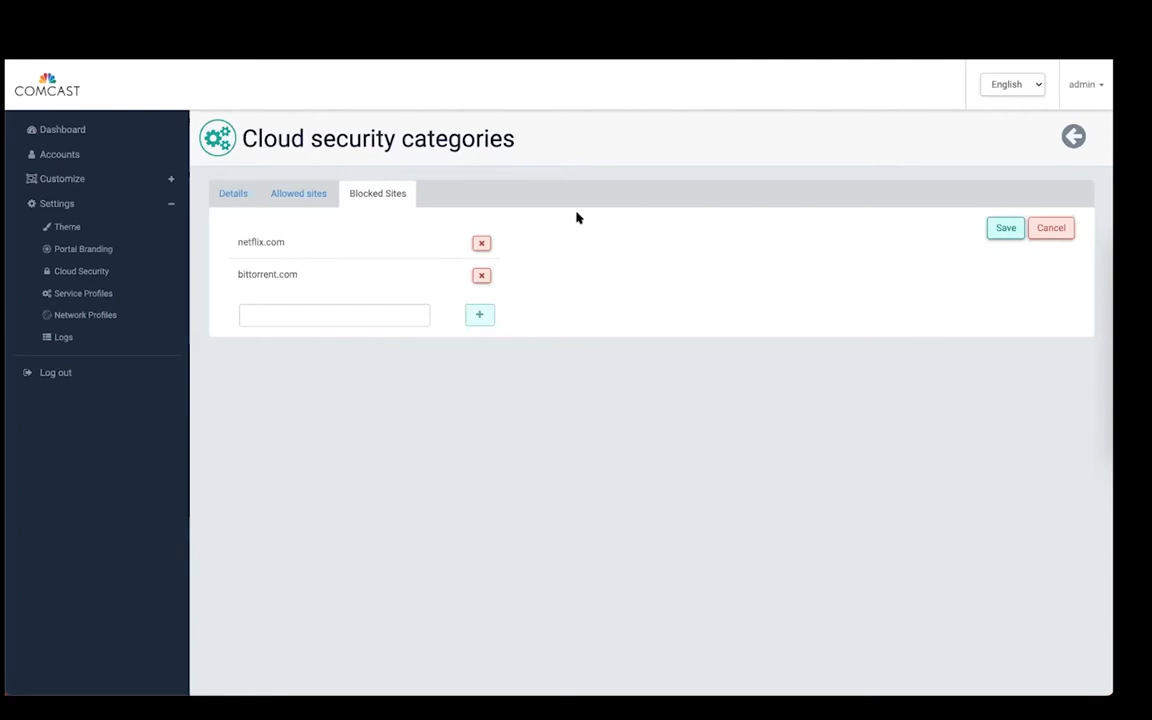 COMCAST
English
admin
Dashboard
Accounts
Customize
Settings
Theme
Portal Branding
Cloud Security
Service Profiles
Network Profiles
Logs
Log out
Cloud security categories
Details
Allowed sites
Blocked Sites
Save
Cancel
netflix.com
bittorrent.com